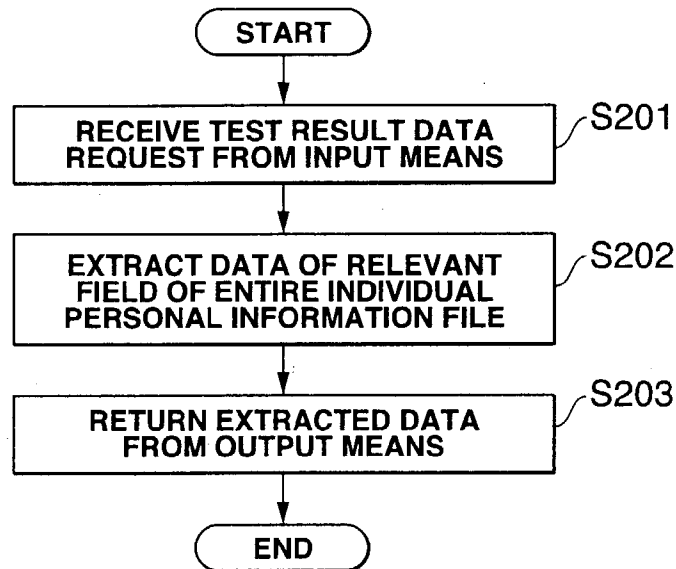 START
RECEIVE TEST RESULT DATA
REQUEST FROM INPUT MEANS
S201
EXTRACT DATA OF RELEVANT
FIELD OF ENTIRE INDIVIDUAL
PERSONAL INFORMATION FILE
S202
RETURN EXTRACTED DATA
FROM OUTPUT MEANS
S203
END